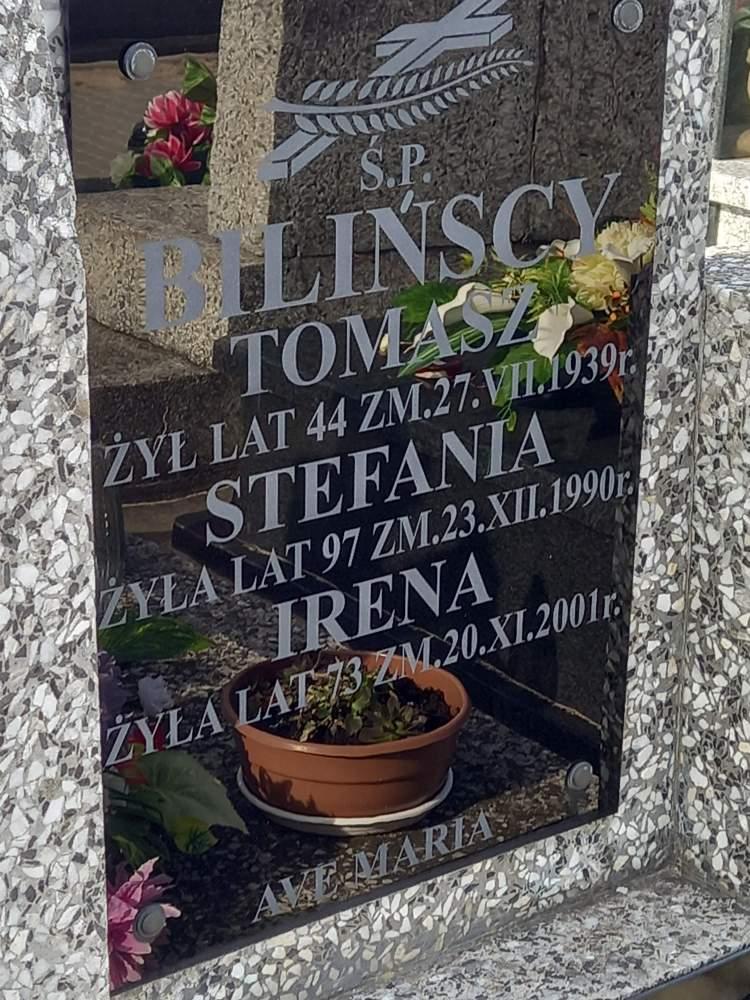 Ś.P.
BILIŃSCY
TOMASZ
ŻYŁ LAT 44 ZM.27.VII.1939r.
STEFANIA
ŻYŁA LAT 97 ZM.23.XII.1990r.
IRENA
ŻYŁA LAT 73 ZM.20.XI.2001r.
AVE MARIA